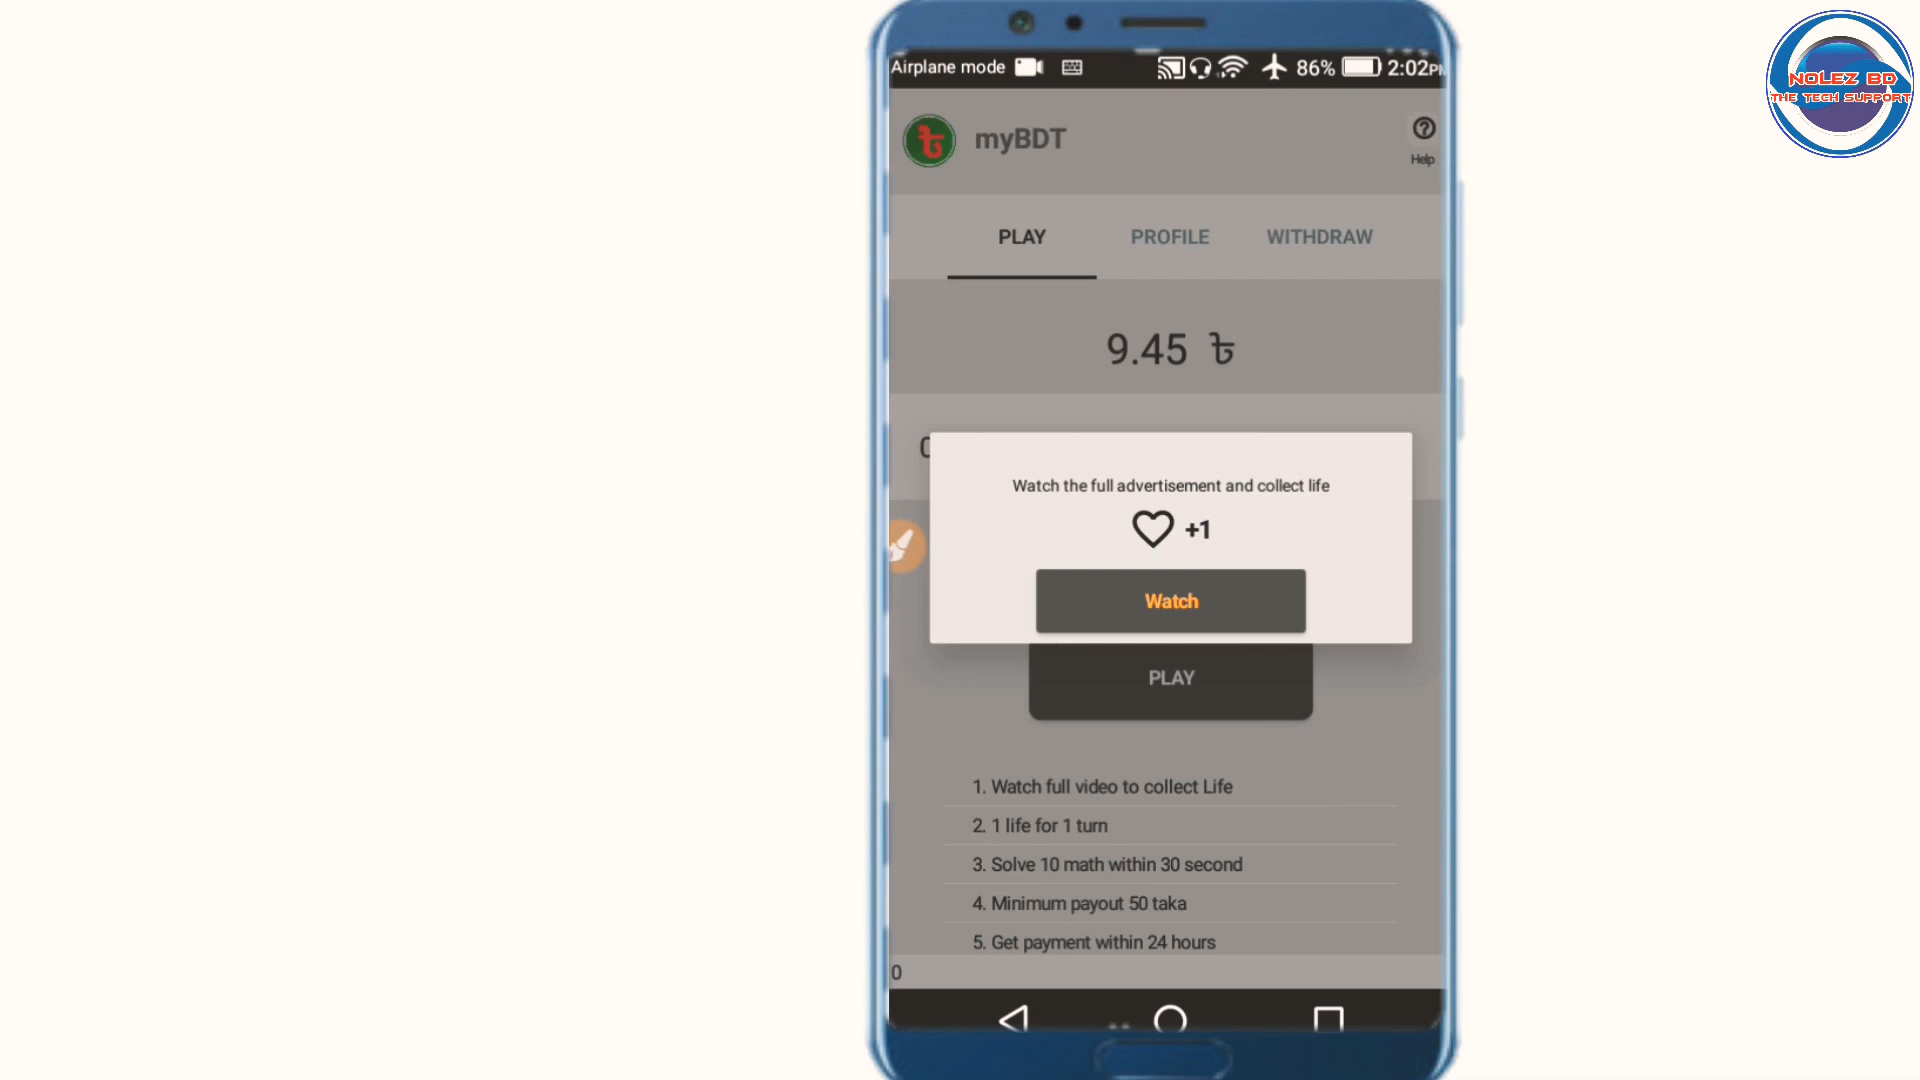 Airplane mode 86% 2:02PM
NOLEZ BD
THE TECH SUPPORT
myBDT
Help
PLAY PROFILE WITHDRAW
9.45 ৳
Watch the full advertisement and collect life
+1
Watch
PLAY
1. Watch full video to collect Life
2. 1 life for 1 turn
3. Solve 10 math within 30 second
4. Minimum payout 50 taka
5. Get payment within 24 hours
0